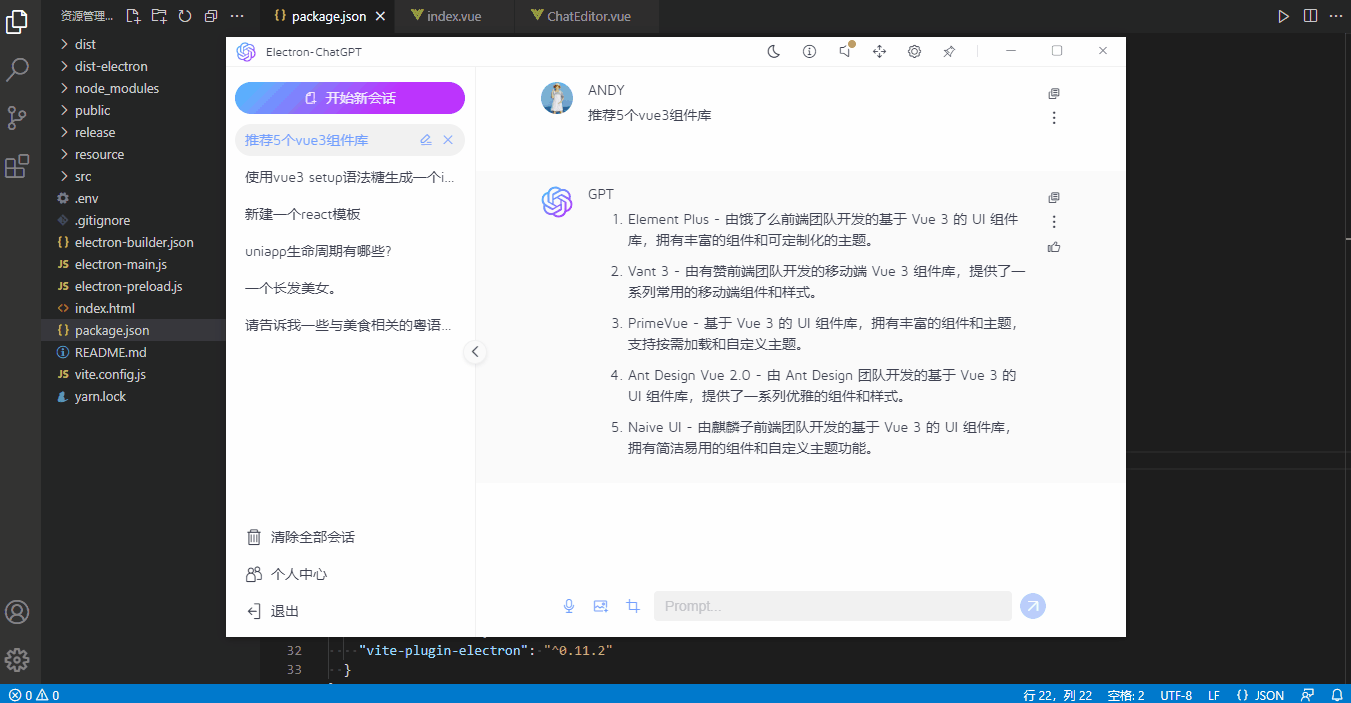 资源管理...
package.json
index.vue
ChatEditor.vue
dist
dist-electron
node_modules
public
release
resource
src
.env
.gitignore
electron-builder.json
electron-main.js
electron-preload.js
index.html
package.json
README.md
vite.config.js
yarn.lock
Electron-ChatGPT
开始新会话
推荐5个vue3组件库
使用vue3 setup语法糖生成一个i...
新建一个react模板
uniapp生命周期有哪些?
一个长发美女。
请告诉我一些与美食相关的粤语...
清除全部会话
个人中心
退出
ANDY
推荐5个vue3组件库
GPT
1. Element Plus - 由饿了么前端团队开发的基于 Vue 3 的 UI 组件
库，拥有丰富的组件和可定制化的主题。
2. Vant 3 - 由有赞前端团队开发的移动端 Vue 3 组件库，提供了一
系列常用的移动端组件和样式。
3. PrimeVue - 基于 Vue 3 的 UI 组件库，拥有丰富的组件和主题，
支持按需加载和自定义主题。
4. Ant Design Vue 2.0 - 由 Ant Design 团队开发的基于 Vue 3 的
UI 组件库，提供了一系列优雅的组件和样式。
5. Naive UI - 由麒麟子前端团队开发的基于 Vue 3 的 UI 组件库，
拥有简洁易用的组件和自定义主题功能。
Prompt...
32 "vite-plugin-electron": "^0.11.2"
33 }
0 0 行 22，列 22 空格: 2 UTF-8 LF {} JSON